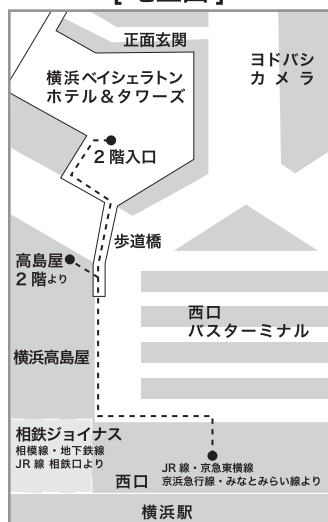 正面玄関
ヨドバシ
カメラ
横浜ベイシェラトン
ホテル＆タワーズ
2階入口
歩道橋
高島屋
2階より
西口
バスターミナル
横浜高島屋
相鉄ジョイナス
相模線・地下鉄線
JR線 相鉄口より
JR線・京急東横線
京浜急行線・みなとみらい線より
西口
横浜駅